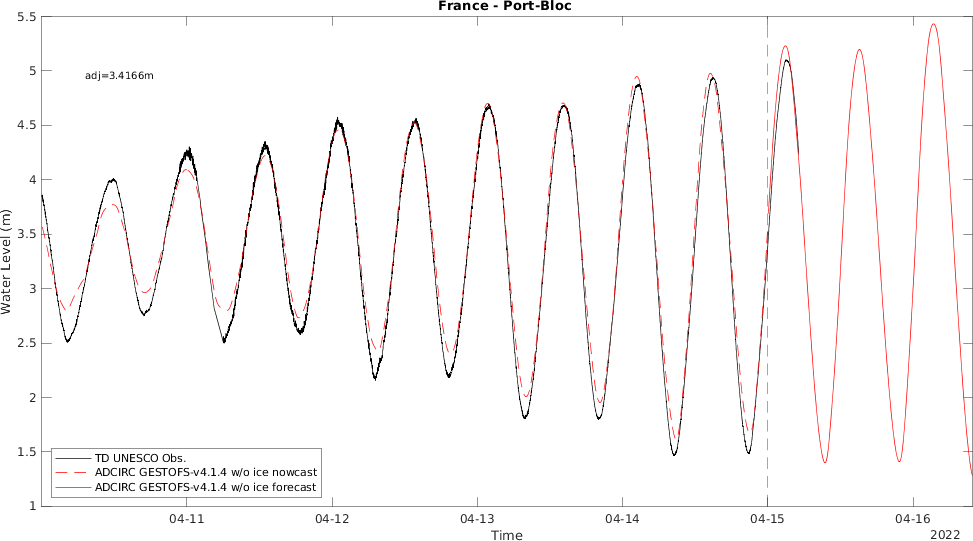 France - Port-Bloc
adj=3.4166m
Water Level (m)
5.5
5
4.5
4
3.5
3
2.5
2
1.5
1
TD UNESCO Obs.
ADCIRC GESTOFS-v4.1.4 w/o ice nowcast
ADCIRC GESTOFS-v4.1.4 w/o ice forecast
04-11 04-12 04-13 04-14 04-15 04-16
Time
2022